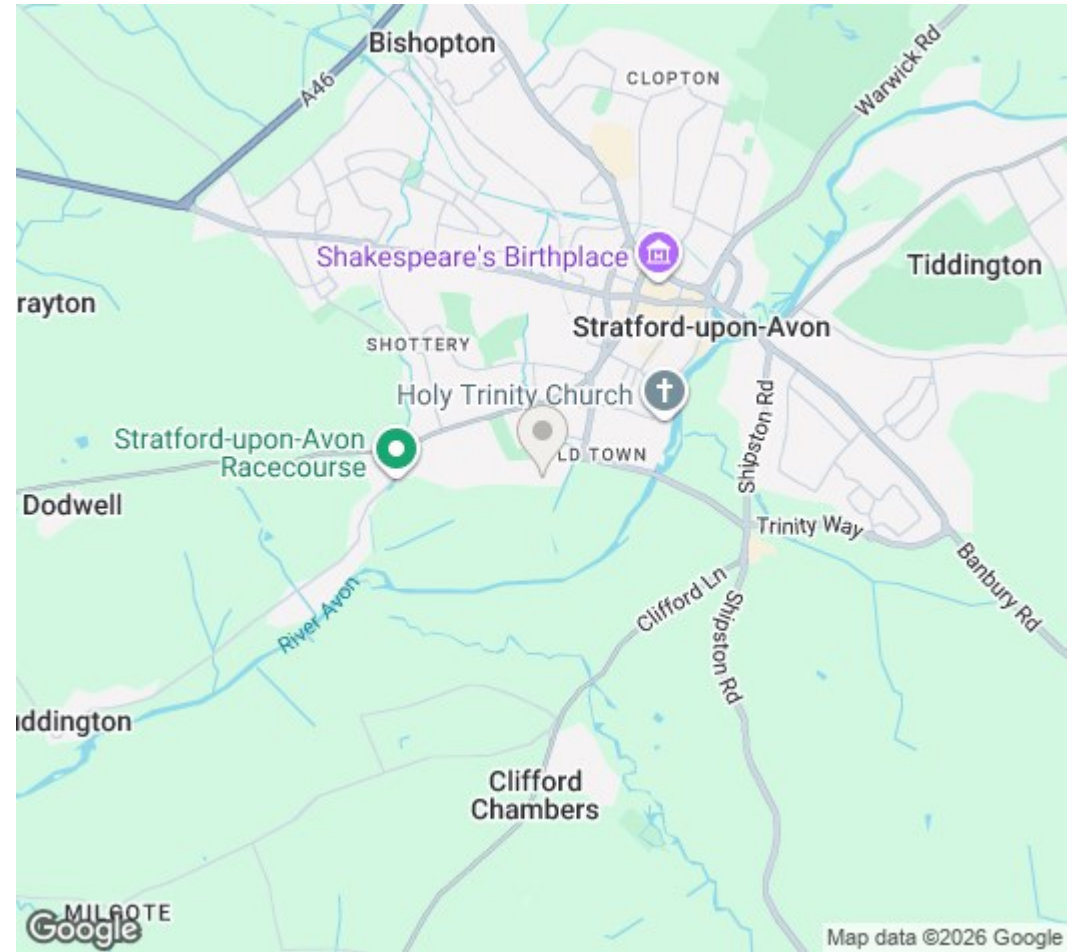 Bishopton
CLOPTON
Warwick Rd
A46
Shakespeare's Birthplace
Tiddington
rayton
Stratford-upon-Avon
SHOTTERY
Holy Trinity Church
Stratford-upon-Avon
Racecourse
LD TOWN
Shipston Rd
Dodwell
Trinity Way
Banbury Rd
Clifford Ln
River Avon
Shipston Rd
uddington
Clifford
Chambers
MILCOTE
Google
Map data ©2026 Google